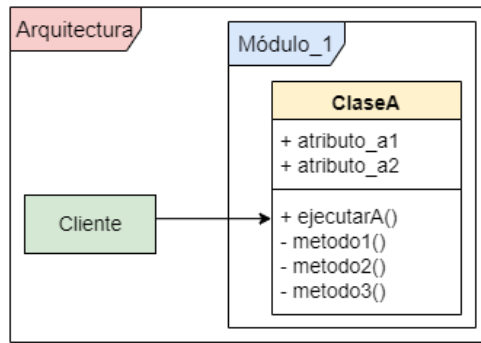 Arquitectura
Módulo_1
ClaseA
+ atributo_a1
+ atributo_a2
Cliente
+ ejecutarA()
- metodo1()
- metodo2()
- metodo3()